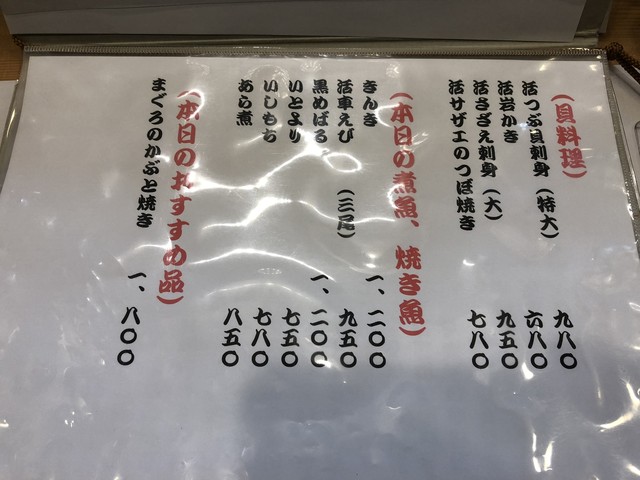 (貝料理)
活つぶ貝刺身(特大) 九八〇
活岩かき 六八〇
活さざえ刺身(大) 九五〇
活サザエのつぼ焼き 七八〇
(本日の煮魚、焼き魚)
きんき 一、二〇〇
活車えび(三尾) 九五〇
黒めばる 一、二〇〇
いとより 七五〇
いしもち 七八〇
あら煮 八五〇
(本日のおすすめ品)
まぐろのかぶと焼き 一、八〇〇